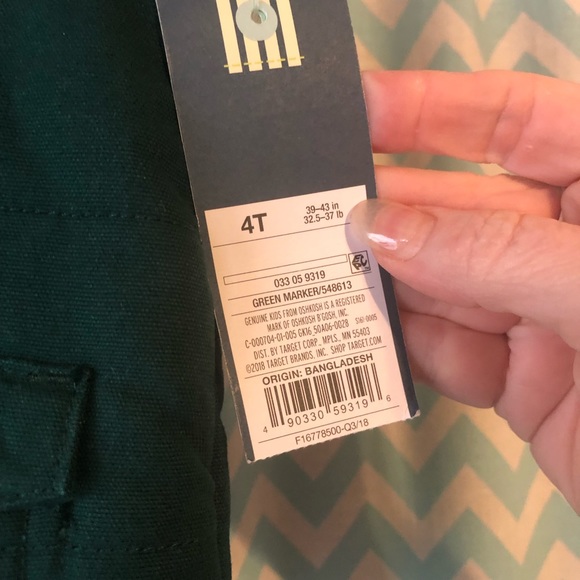 4T
39-43 in
32.5-37 lb
033 05 9319
GREEN MARKER/548613
GENUINE KIDS FROM OSHKOSH IS A REGISTERED
MARK OF OSHKOSH B'GOSH, INC.
C-000704-01-005 GK16 50A06-0028 5161 0005
DIST. BY TARGET CORP., MPLS, MN 55403
©2018 TARGET BRANDS, INC. SHOP TARGET.COM
ORIGIN: BANGLADESH
4 90330 59319 6
F16778500-Q3/18